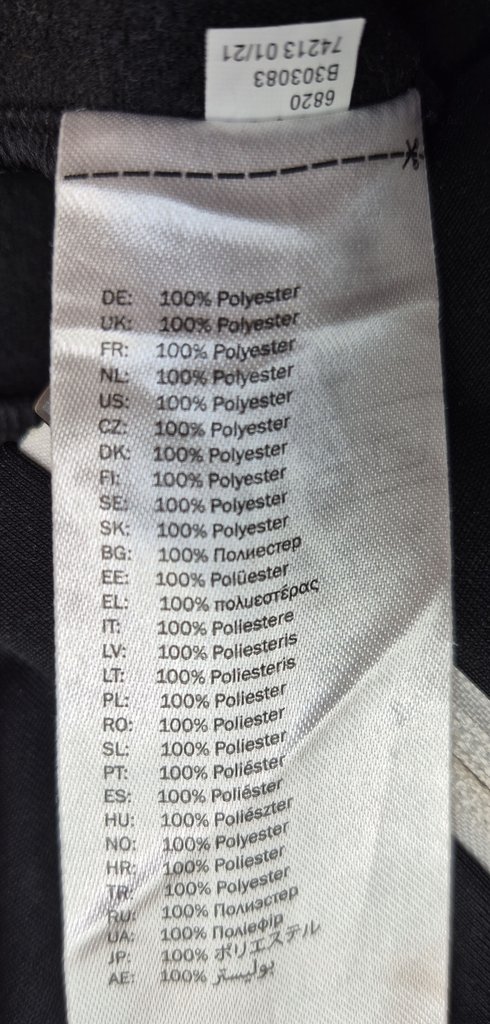 6820
B303083
74213 01/21
DE: 100% Polyester
UK: 100% Polyester
FR: 100% Polyester
NL: 100% Polyester
US: 100% Polyester
CZ: 100% Polyester
DK: 100% Polyester
FI: 100% Polyester
SE: 100% Polyester
SK: 100% Polyester
BG: 100% Полиестер
EE: 100% Polüester
EL: 100% πολυεστέρας
IT: 100% Poliestere
LV: 100% Poliesteris
LT: 100% Poliesteris
PL: 100% Poliester
RO: 100% Poliester
SL: 100% Poliester
PT: 100% Poliéster
ES: 100% Poliéster
HU: 100% Poliészter
NO: 100% Polyester
HR: 100% Poliester
TR: 100% Polyester
RU: 100% Полиэстер
UA: 100% Поліефір
JP: 100% ポリエステル
AE: 100% بوليستر